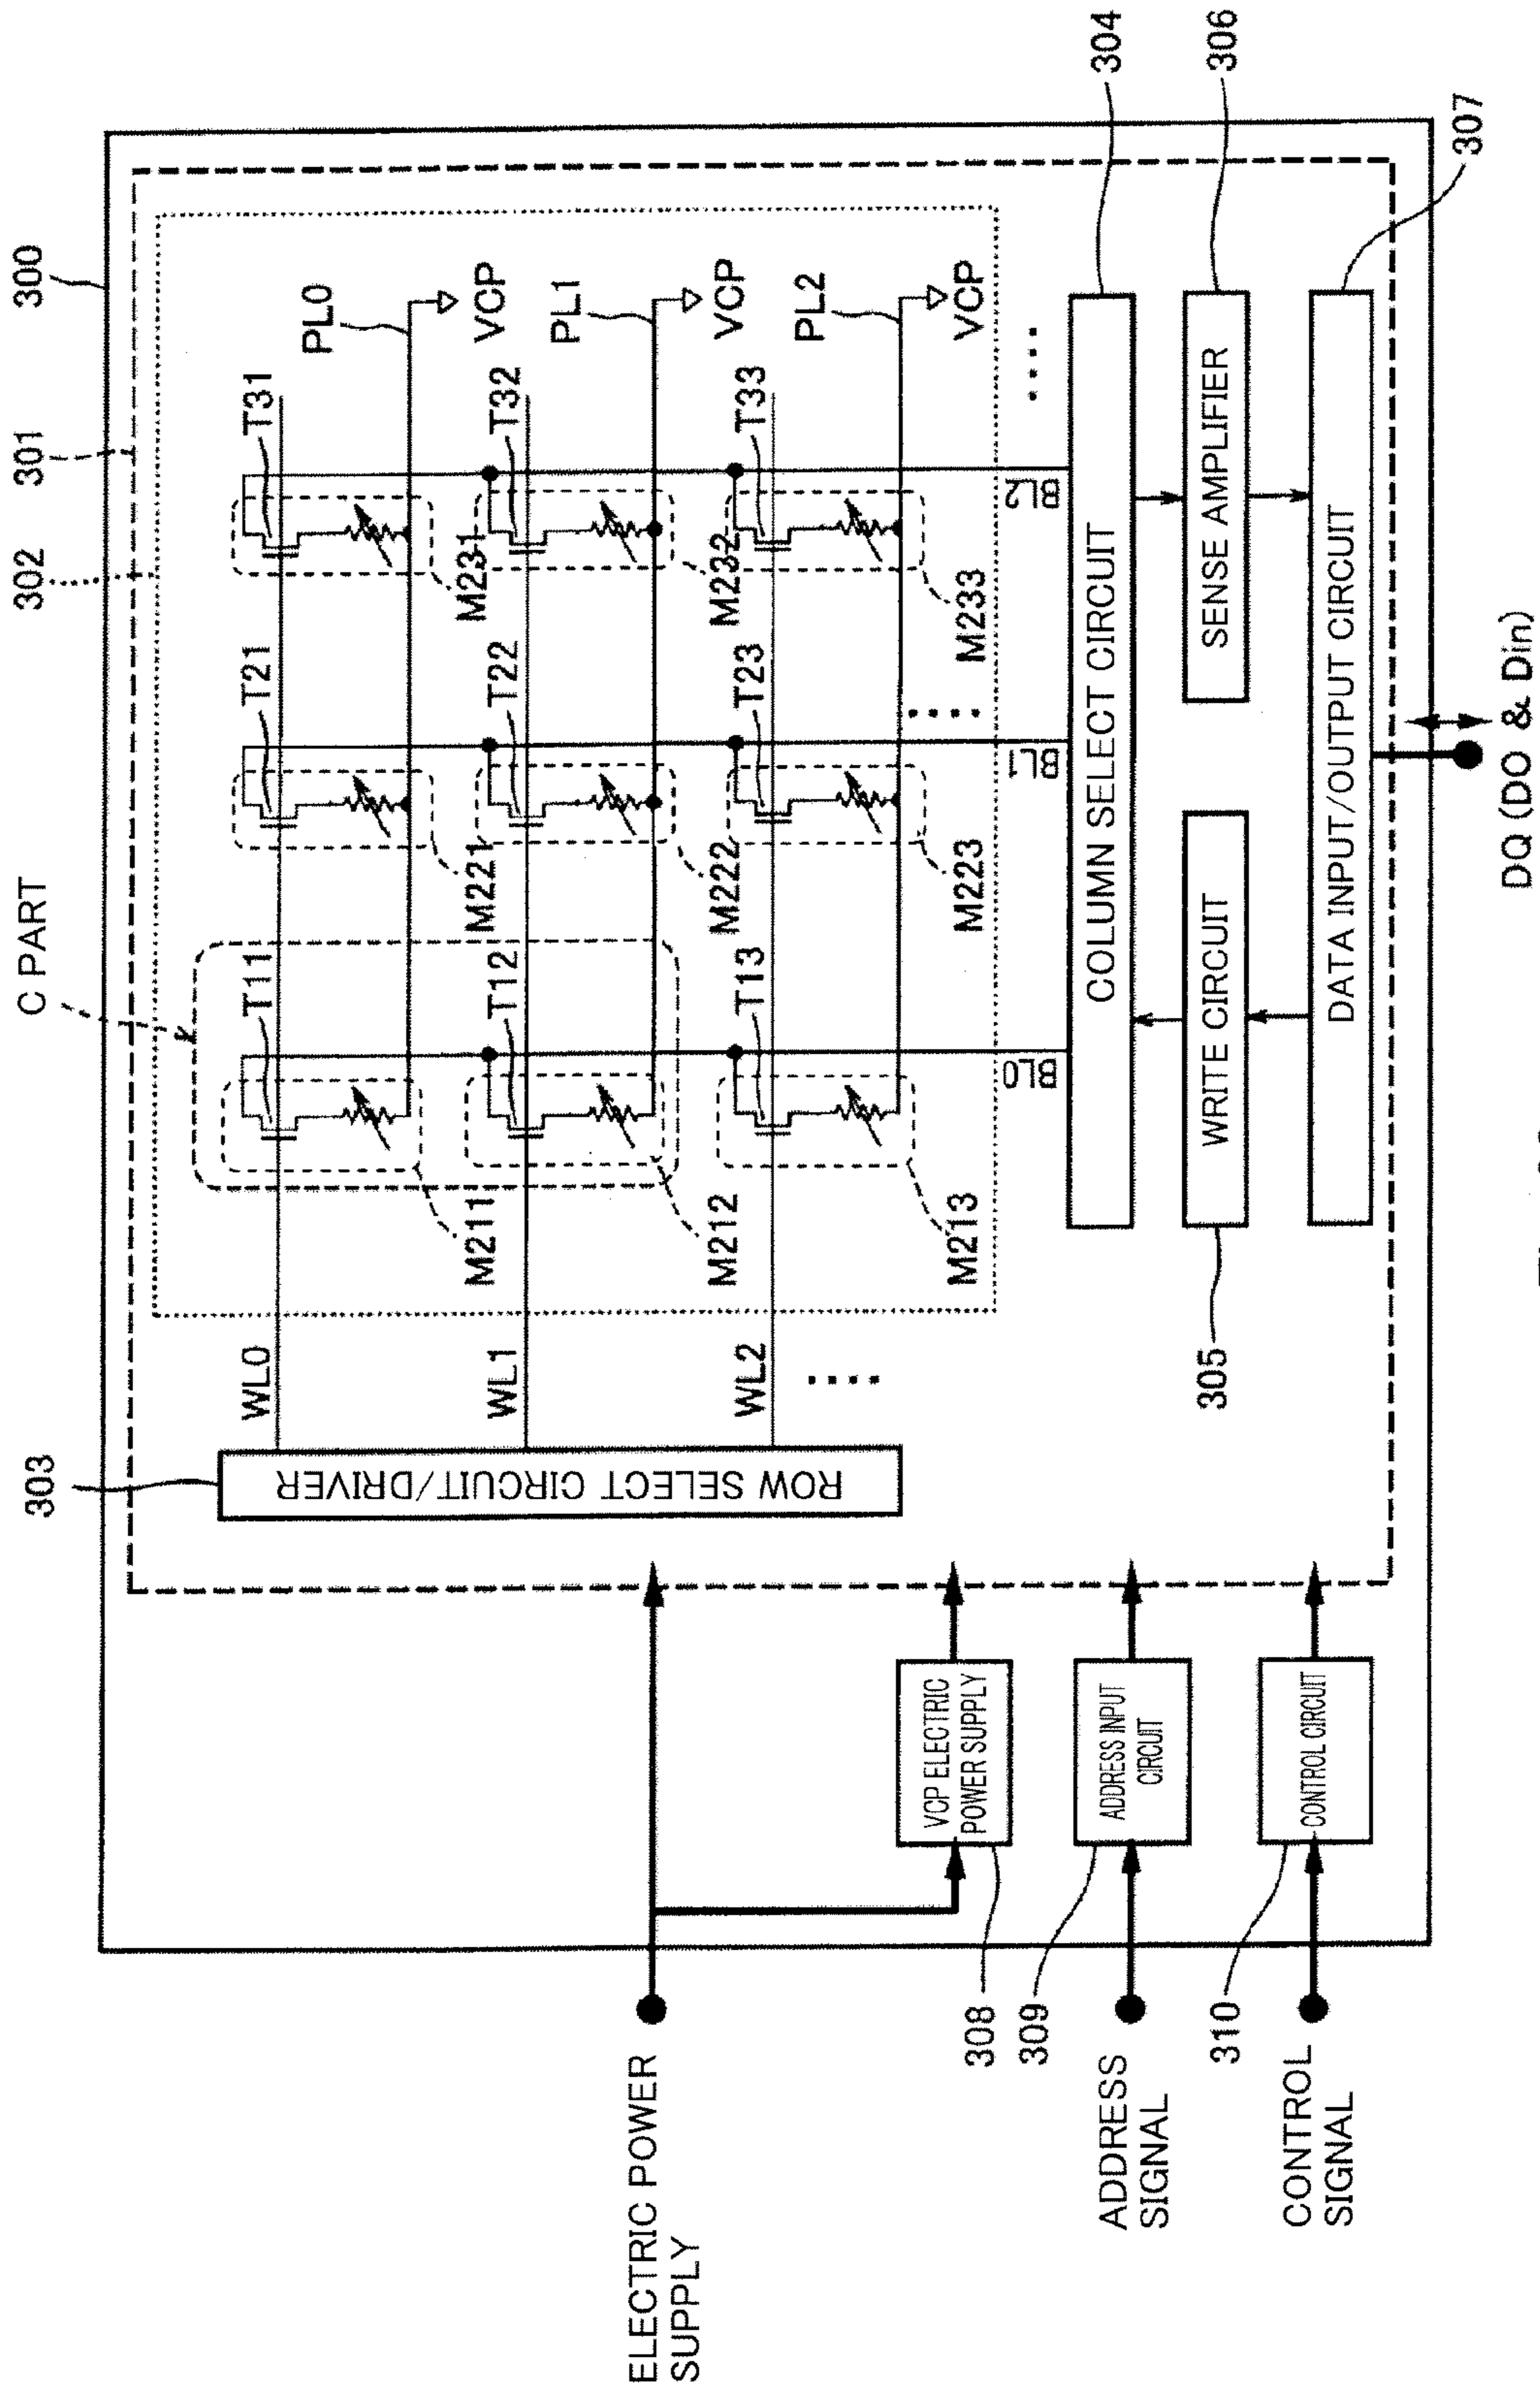 300
301
302
C PART
303
T31
T21
T11
WL0
PL0
VCP
M231
M221
M211
T32
T22
T12
WL1
PL1
VCP
M232
M222
M212
T33
T23
T13
WL2
PL2
VCP
M233
M223
M213
BL2
BL1
BL0
ROW SELECT CIRCUIT/DRIVER
COLUMN SELECT CIRCUIT
304
SENSE AMPLIFIER
306
WRITE CIRCUIT
305
DATA INPUT/OUTPUT CIRCUIT
307
DQ (DO & Din)
ELECTRIC POWER
SUPPLY
VCP ELECTRIC
POWER SUPPLY
308
ADDRESS
SIGNAL
ADDRESS INPUT
CIRCUIT
309
CONTROL
SIGNAL
CONTROL CIRCUIT
310